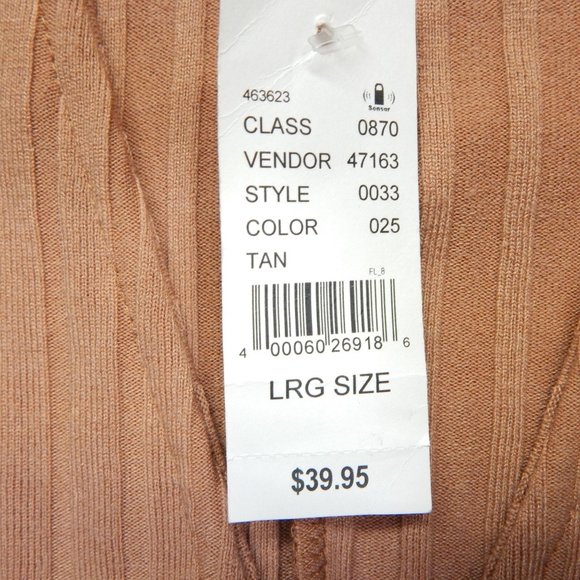 463623
Sensor
CLASS 0870
VENDOR 47163
STYLE 0033
COLOR 025
TAN
FL_8
4 00060 26918 6
LRG SIZE
$39.95